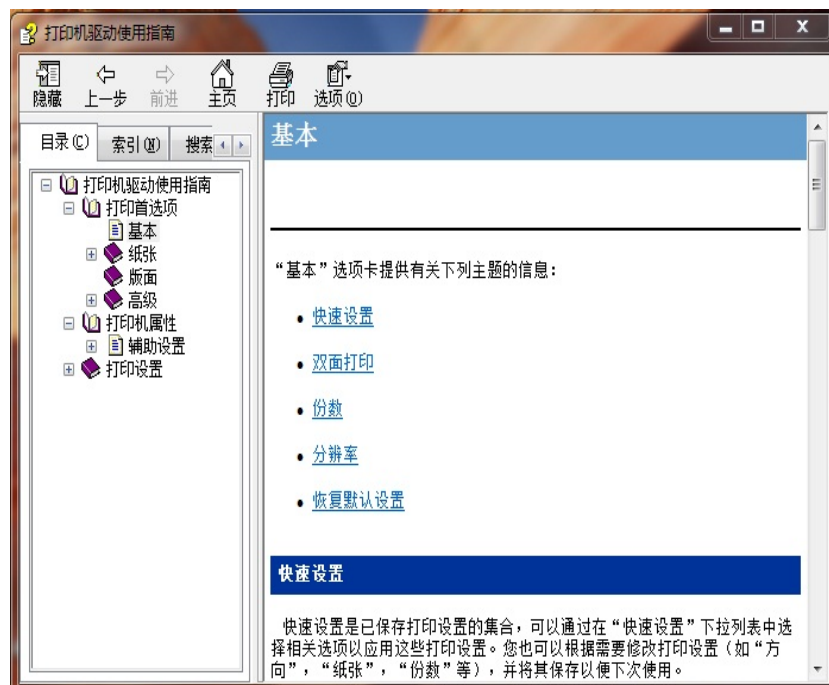 打印机驱动使用指南
隐藏 上一步 前进 主页 打印 选项(O)
目录(C) 索引(N) 搜索
打印机驱动使用指南
打印首选项
基本
纸张
版面
高级
打印机属性
辅助设置
打印设置
基本
“基本”选项卡提供有关下列主题的信息：
• 快速设置
• 双面打印
• 份数
• 分辨率
• 恢复默认设置
快速设置
快速设置是已保存打印设置的集合，可以通过在“快速设置”下拉列表中选
择相关选项以应用这些打印设置。您也可以根据需要修改打印设置（如“方
向”，“纸张”，“份数”等），并将其保存以便下次使用。